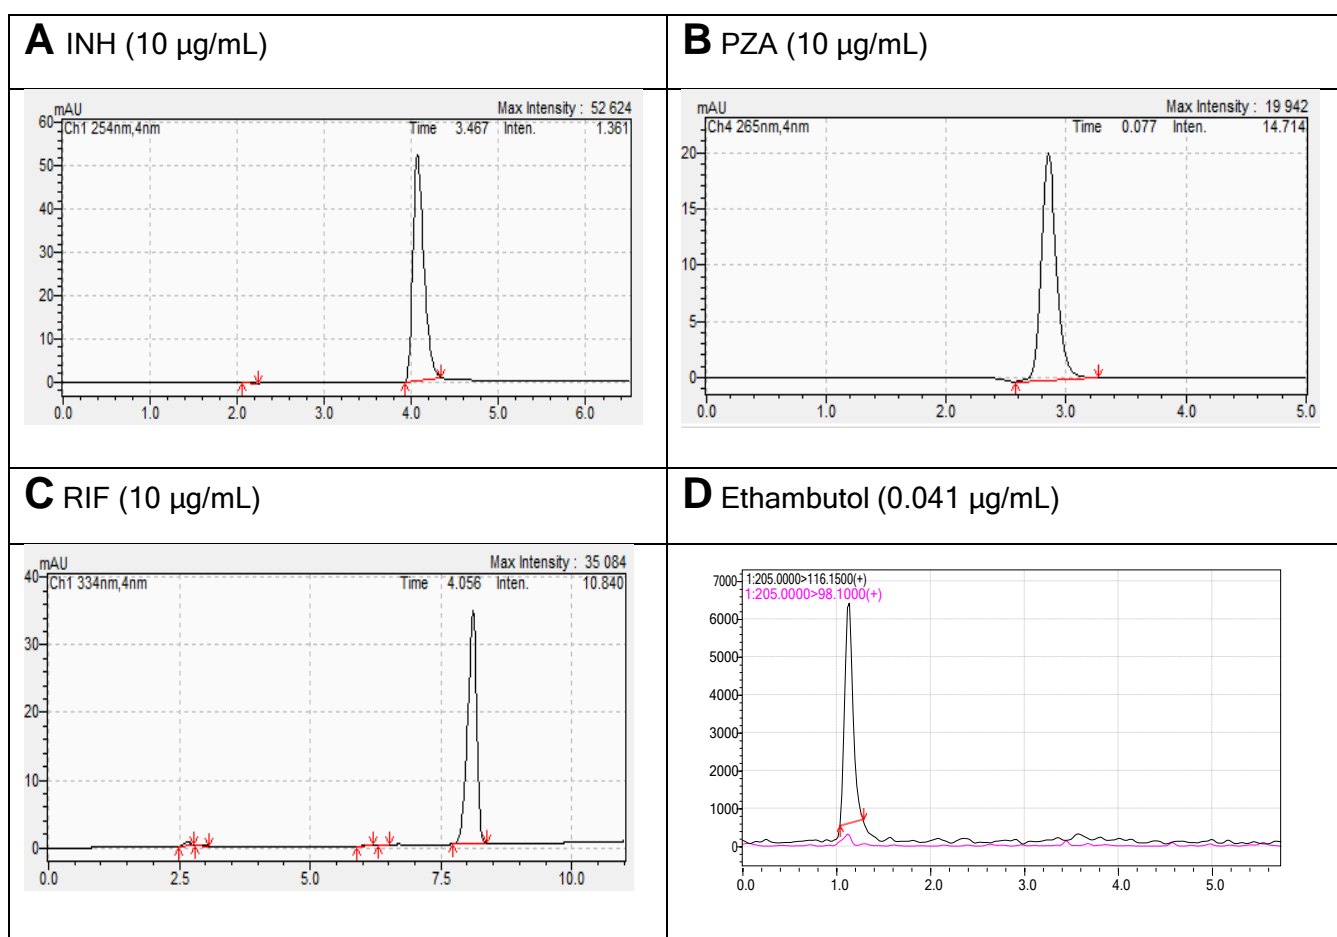 A INH (10 µg/mL)
mAU
Max Intensity : 52 624
Ch1 254nm,4nm
Time 3.467 Inten. 1.361
60
50
40
30
20
10
0
0.0 1.0 2.0 3.0 4.0 5.0 6.0
B PZA (10 µg/mL)
mAU
Max Intensity : 19 942
Ch4 265nm,4nm
Time 0.077 Inten. 14.714
20
15
10
5
0
0.0 1.0 2.0 3.0 4.0 5.0
C RIF (10 µg/mL)
mAU
Max Intensity : 35 084
Ch1 334nm,4nm
Time 4.056 Inten. 10.840
40
30
20
10
0
0.0 2.5 5.0 7.5 10.0
D Ethambutol (0.041 µg/mL)
1:205.0000>116.1500(+)
1:205.0000>98.1000(+)
7000
6000
5000
4000
3000
2000
1000
0
0.0 1.0 2.0 3.0 4.0 5.0